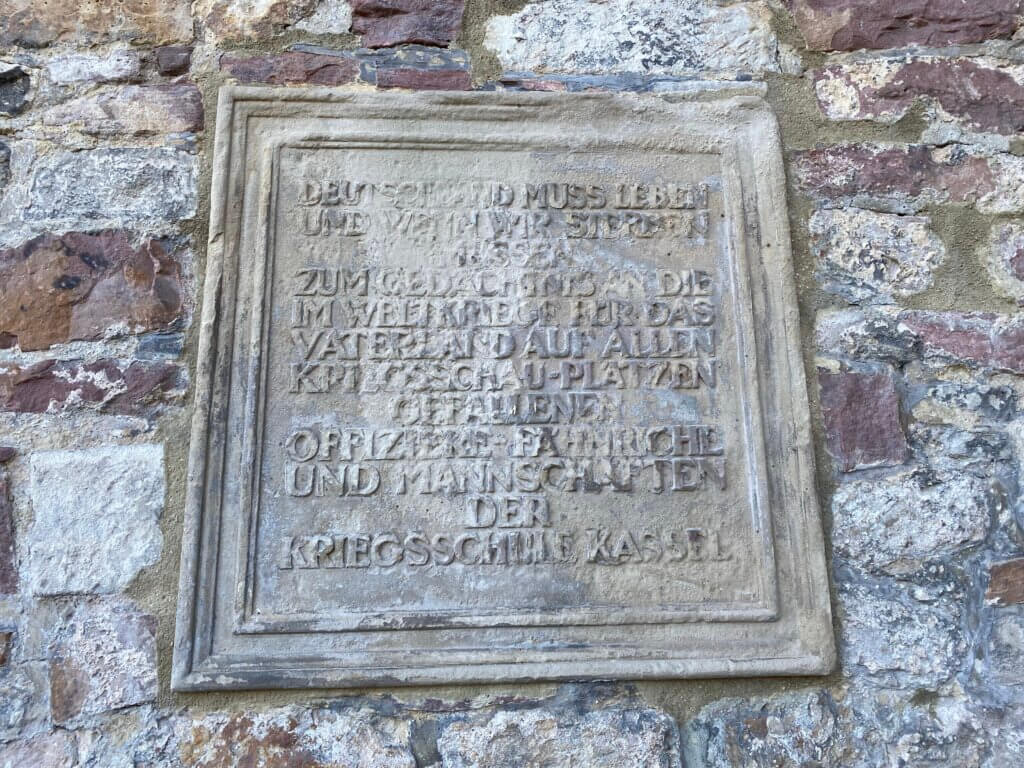 DEUTSCHLAND MUSS LEBEN
UND WENN WIR STERBEN
MÜSSEN
ZUM GEDÄCHTNIS AN DIE
IM WELTKRIEGE FÜR DAS
VATERLAND AUF ALLEN
KRIEGSSCHAU-PLÄTZEN
GEFALLENEN
OFFIZIERE FÄHNRICHE
UND MANNSCHAFTEN
DER
KRIEGSSCHULE KASSEL